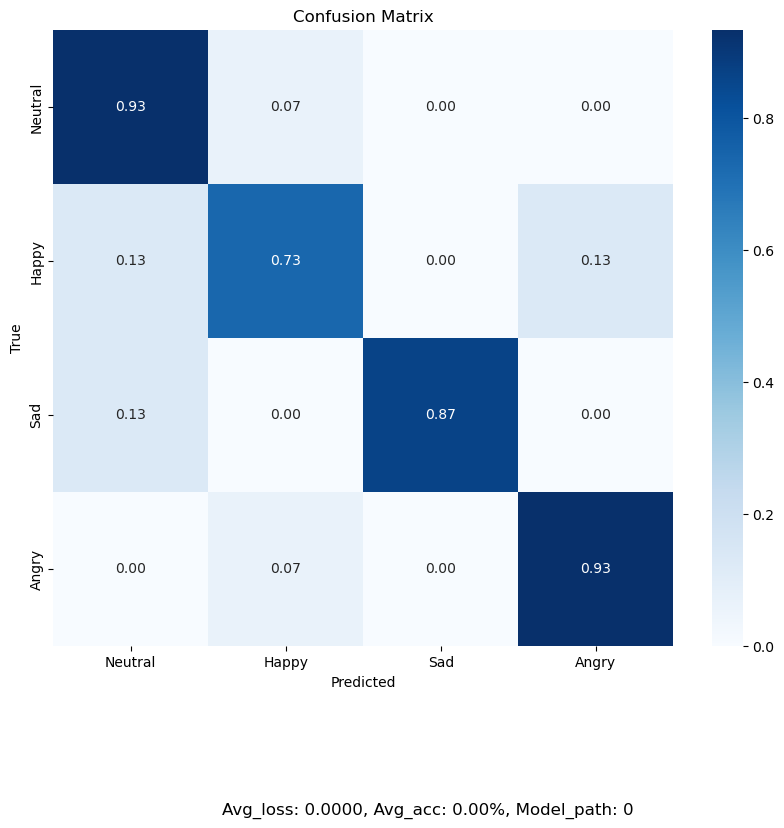 Confusion Matrix
True
Neutral 0.93 0.07 0.00 0.00
Happy 0.13 0.73 0.00 0.13
Sad 0.13 0.00 0.87 0.00
Angry 0.00 0.07 0.00 0.93
Neutral Happy Sad Angry
Predicted
0.8
0.6
0.4
0.2
0.0
Avg_loss: 0.0000, Avg_acc: 0.00%, Model_path: 0